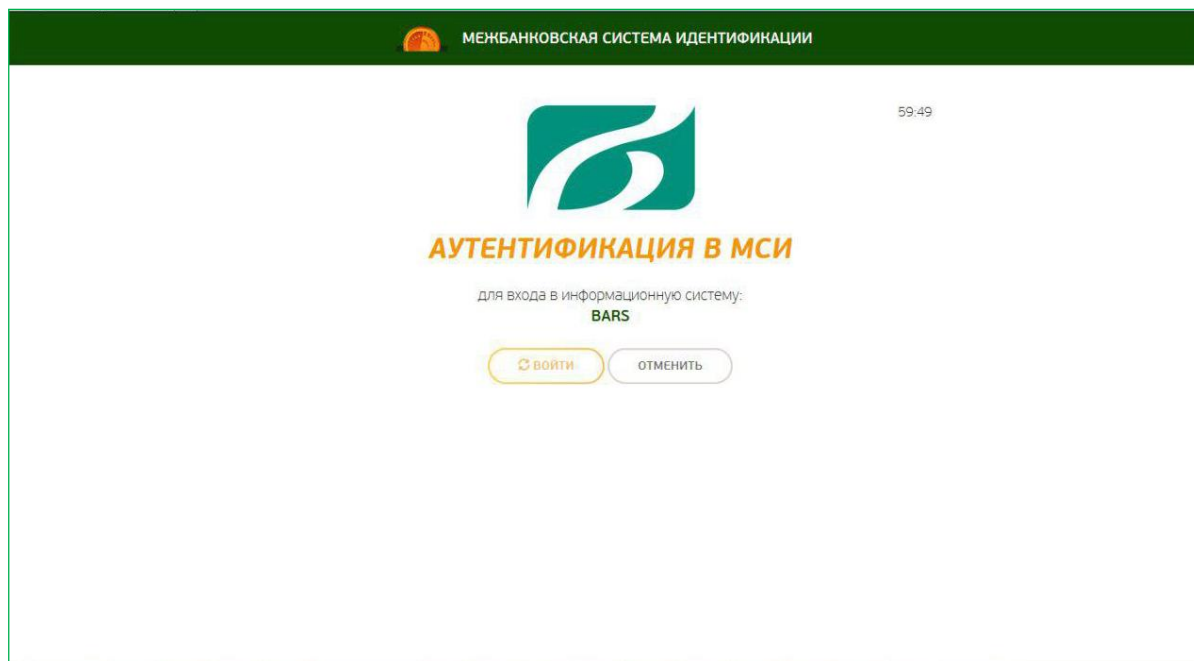 МЕЖБАНКОВСКАЯ СИСТЕМА ИДЕНТИФИКАЦИИ
59:49
АУТЕНТИФИКАЦИЯ В МСИ
для входа в информационную систему:
BARS
ВОЙТИ ОТМЕНИТЬ